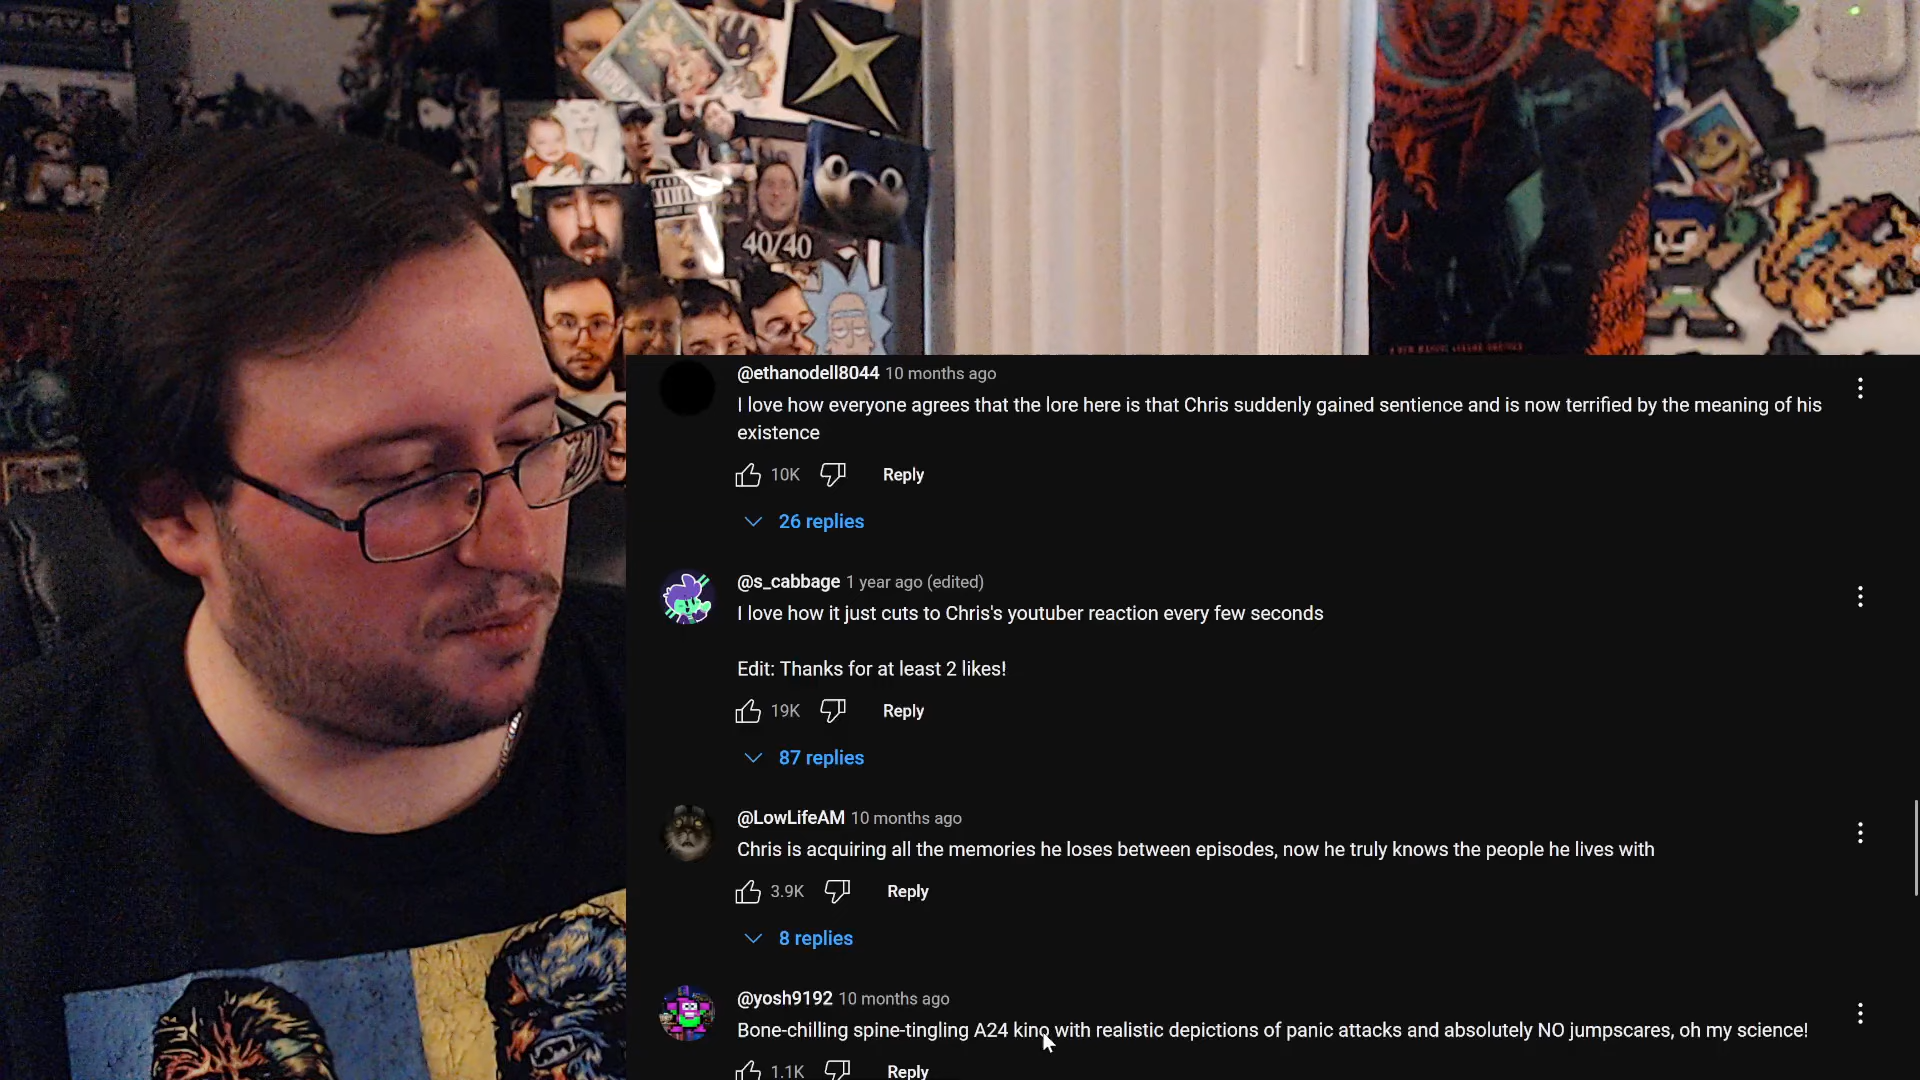 40/40
@ethanodell8044 10 months ago
I love how everyone agrees that the lore here is that Chris suddenly gained sentience and is now terrified by the meaning of his
existence
10K Reply
26 replies
@s_cabbage 1 year ago (edited)
I love how it just cuts to Chris's youtuber reaction every few seconds
Edit: Thanks for at least 2 likes!
19K Reply
87 replies
@LowLifeAM 10 months ago
Chris is acquiring all the memories he loses between episodes, now he truly knows the people he lives with
3.9K Reply
8 replies
@yosh9192 10 months ago
Bone-chilling spine-tingling A24 kino with realistic depictions of panic attacks and absolutely NO jumpscares, oh my science!
1.1K Reply